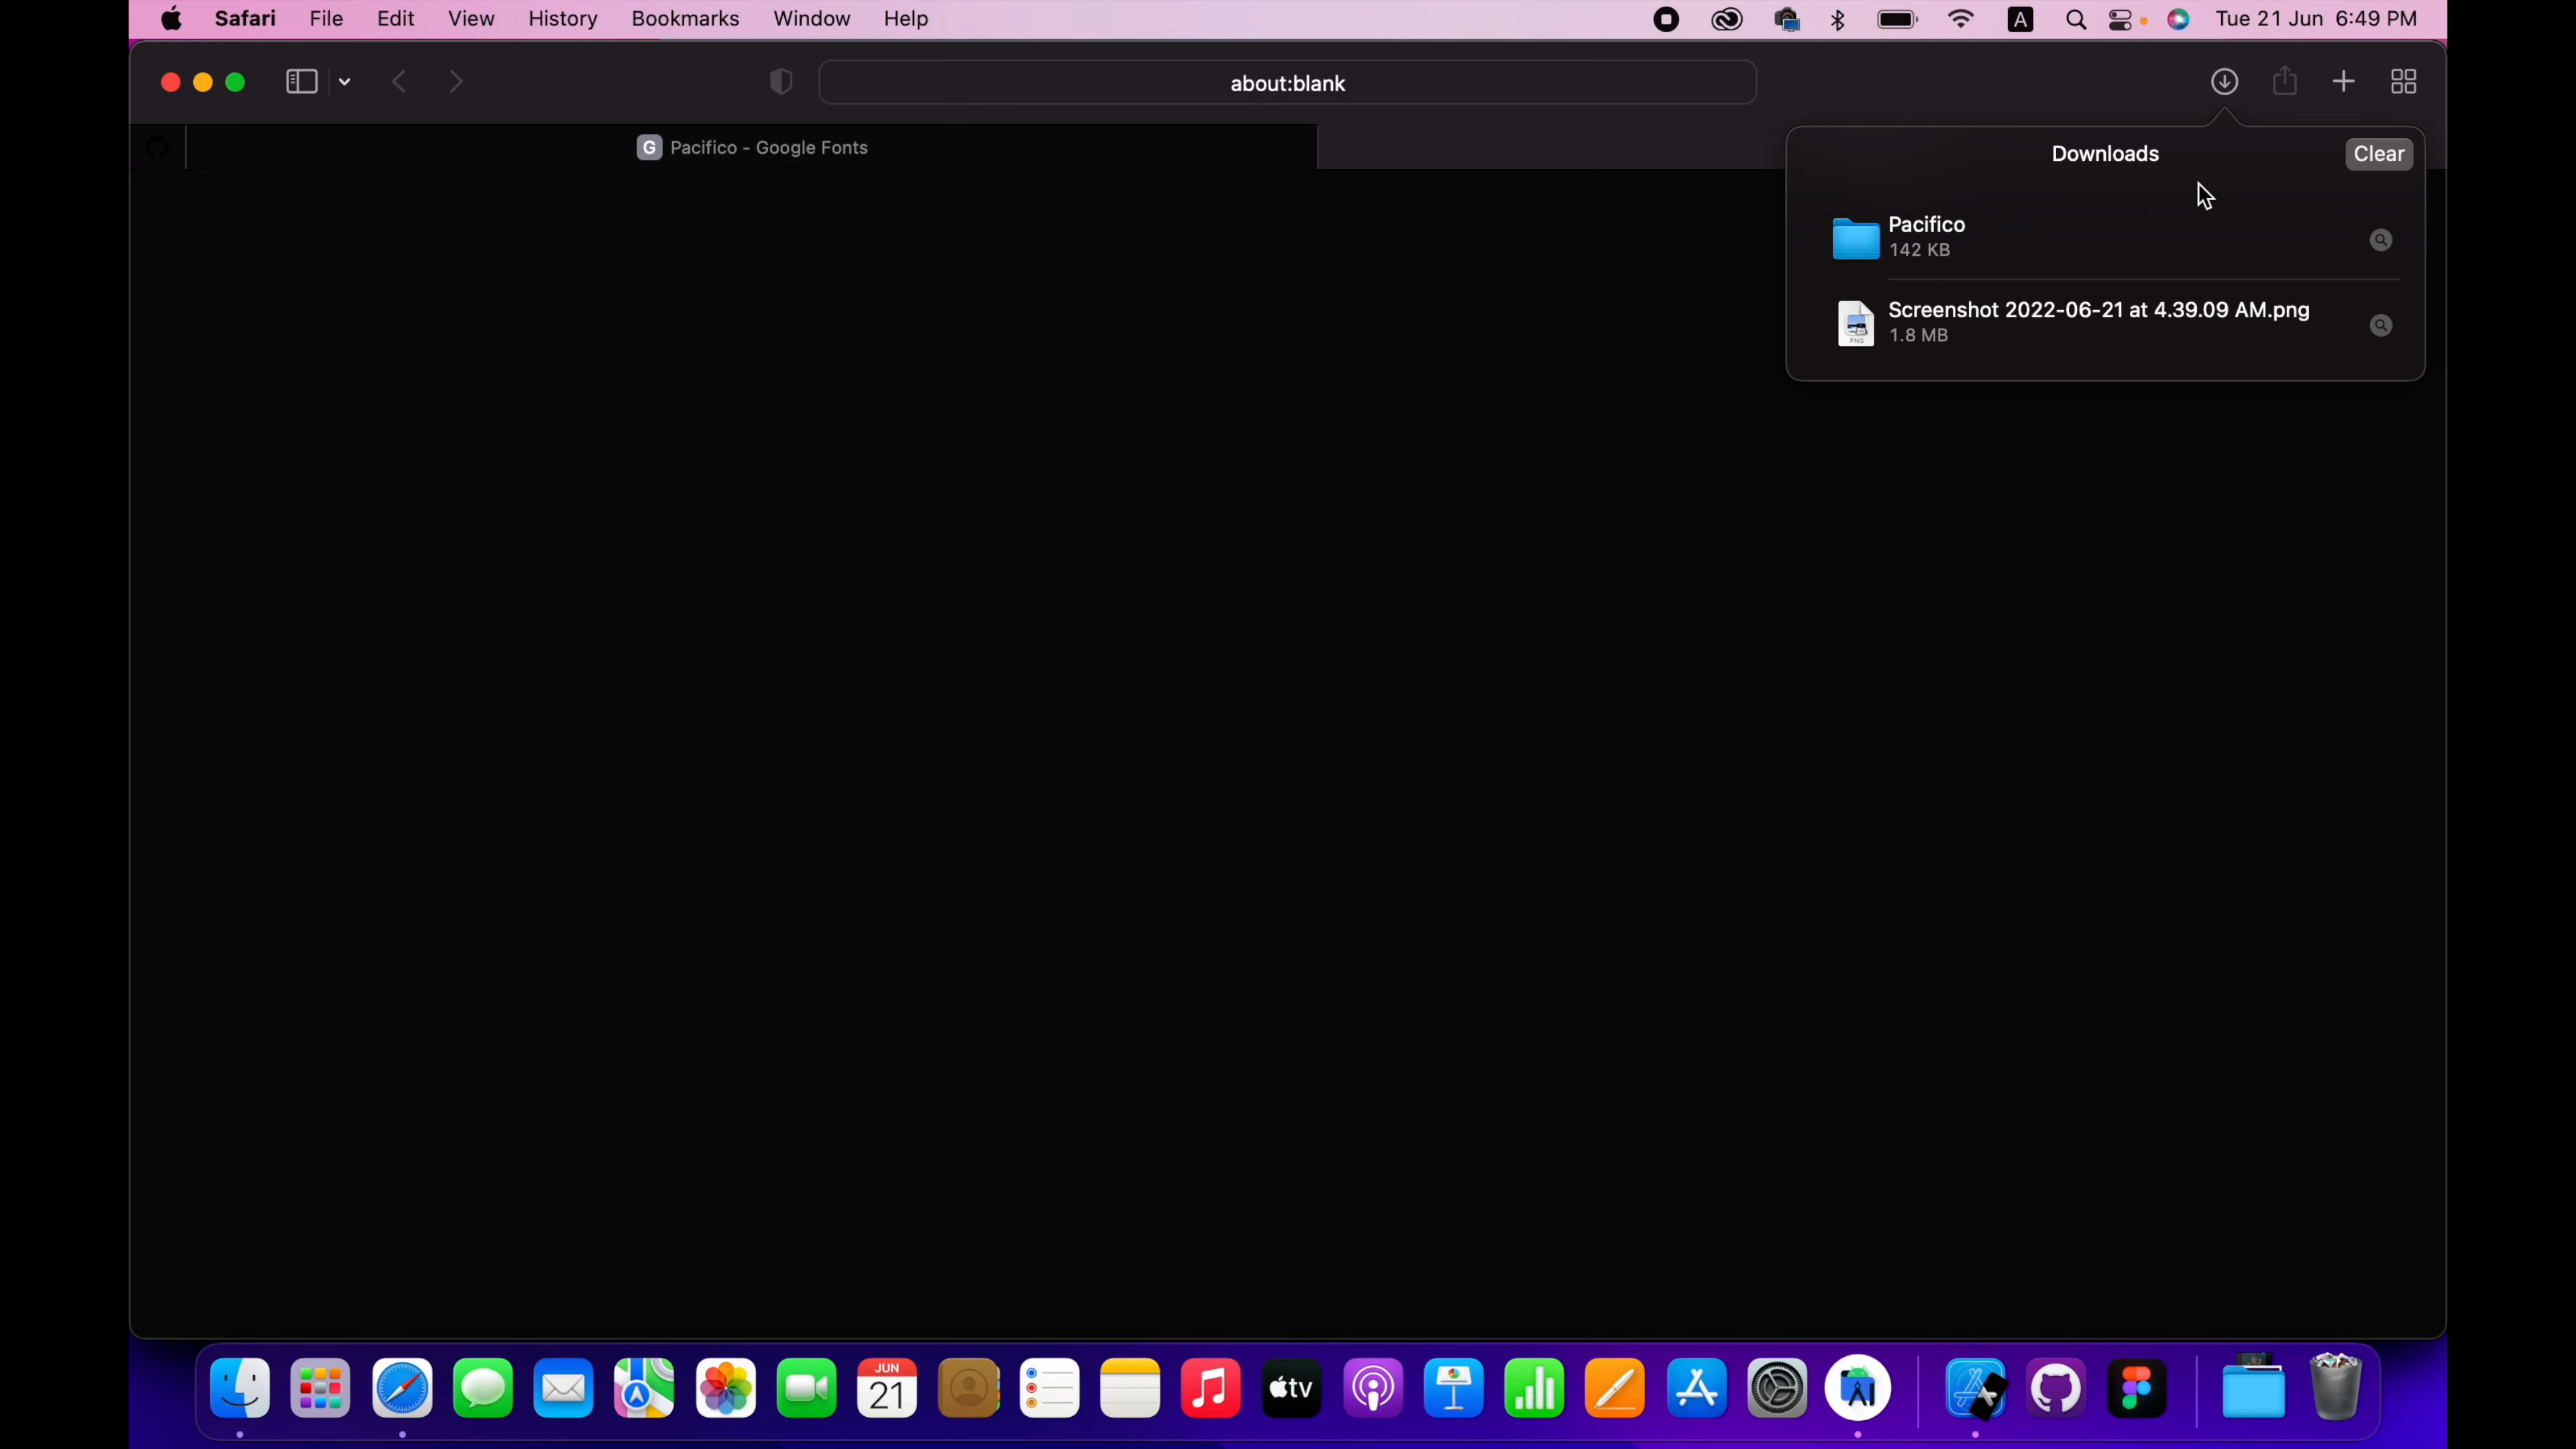 Safari File Edit View History Bookmarks Window Help A Tue 21 Jun 6:49 PM
about:blank
G Pacifico - Google Fonts
Downloads Clear
Pacifico
142 KB
Screenshot 2022-06-21 at 4.39.09 AM.png
1.8 MB
PNG
JUN
21
tv